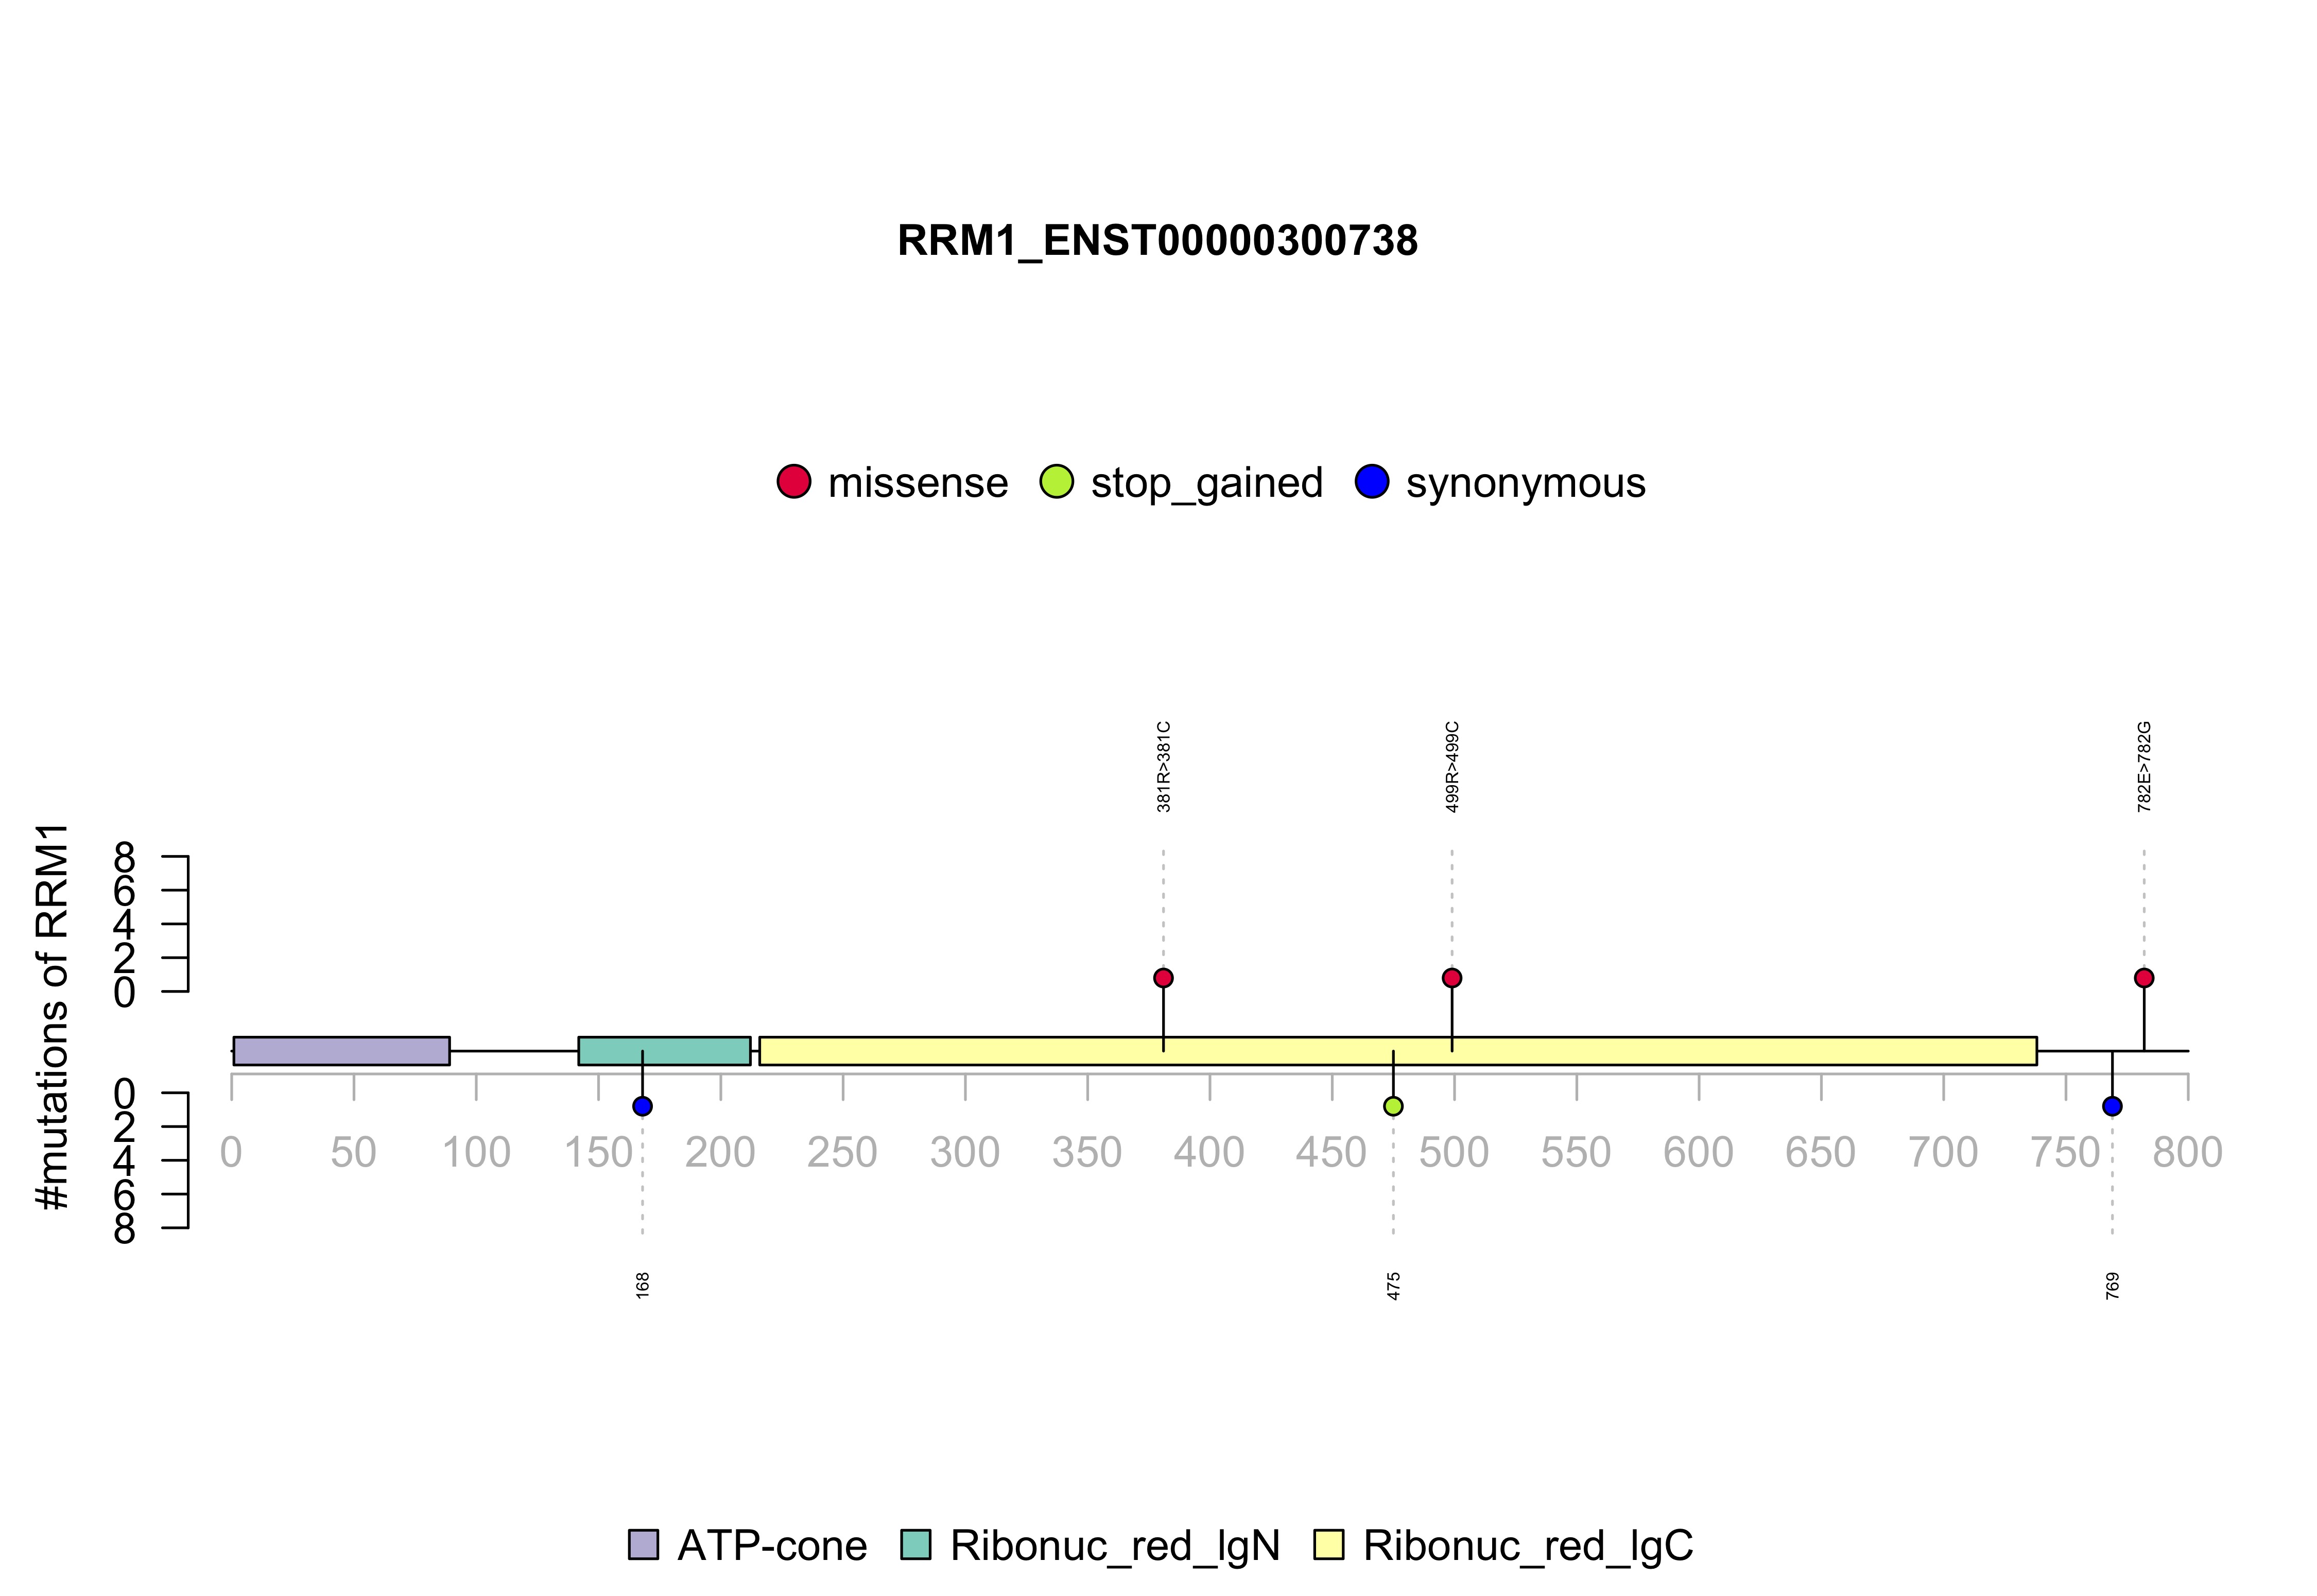 RRM1_ENST00000300738
missense stop_gained synonymous
381R>381C 499R>499C 782E>782G
#mutations of RRM1
8
6
4
2
0
0
2
4
6
8
0 50 100 150 200 250 300 350 400 450 500 550 600 650 700 750 800
168 475 769
ATP-cone Ribonuc_red_lgN Ribonuc_red_lgC